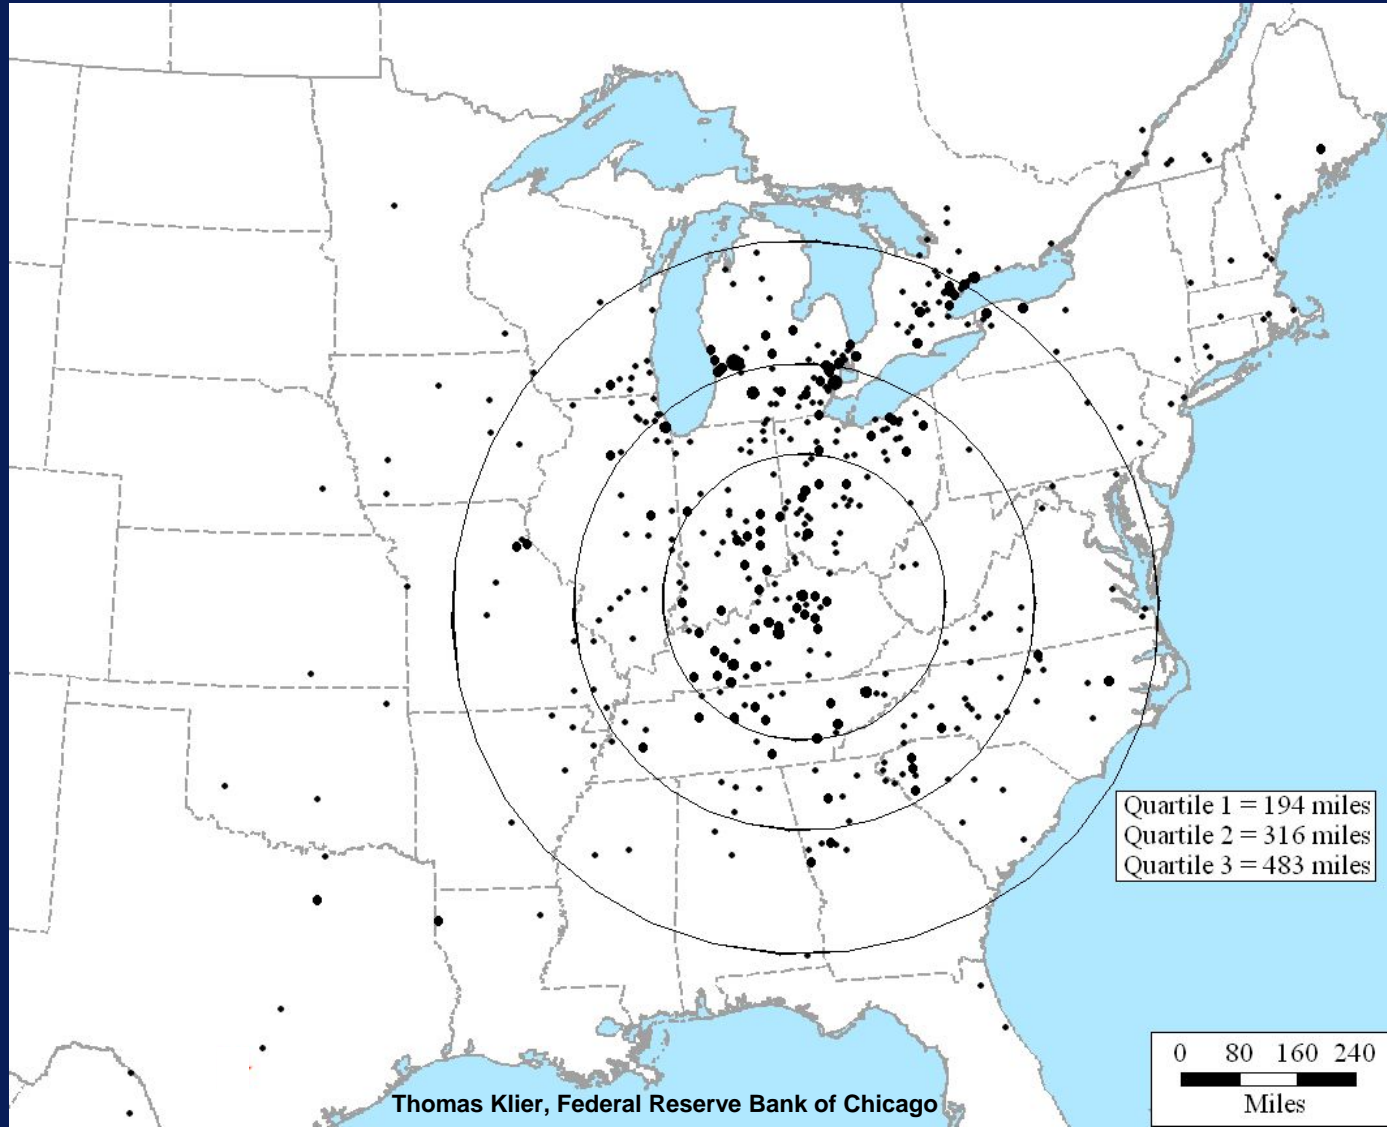 Quartile 1 = 194 miles
Quartile 2 = 316 miles
Quartile 3 = 483 miles
0 80 160 240
Miles
Thomas Klier, Federal Reserve Bank of Chicago